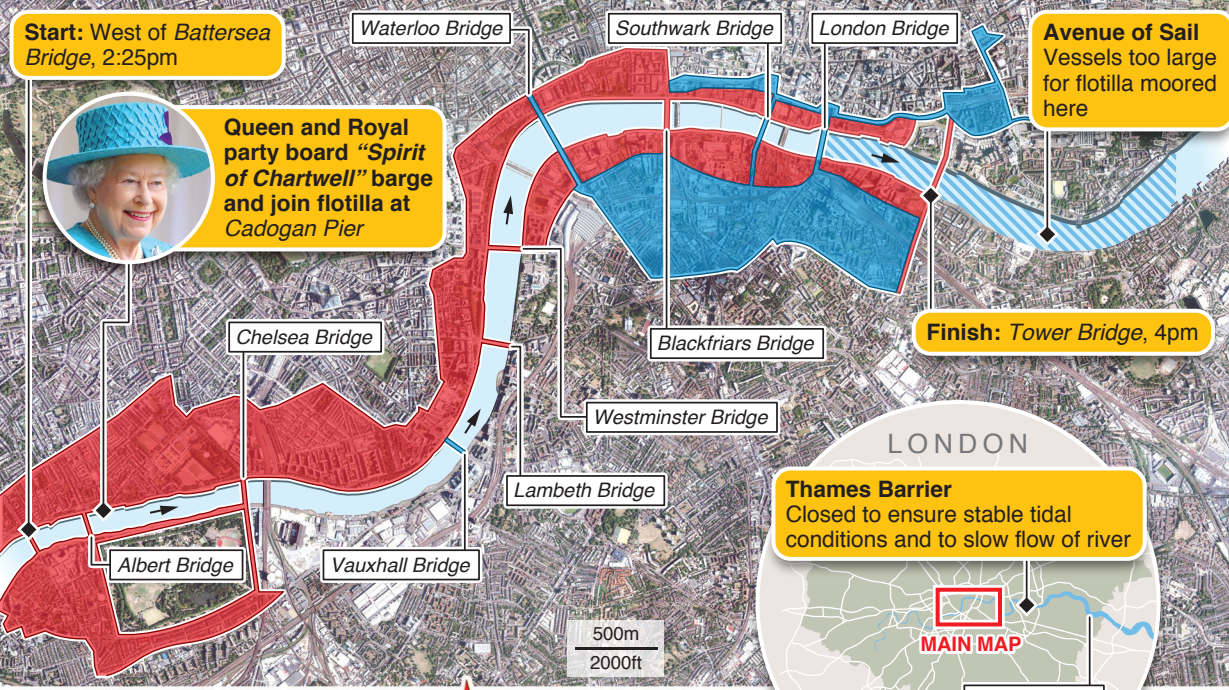 Start: West of Battersea
Bridge, 2:25pm
Waterloo Bridge
Southwark Bridge
London Bridge
Avenue of Sail
Vessels too large
for flotilla moored
here
Queen and Royal
party board “Spirit
of Chartwell” barge
and join flotilla at
Cadogan Pier
Chelsea Bridge
Blackfriars Bridge
Finish: Tower Bridge, 4pm
Westminster Bridge
Lambeth Bridge
Albert Bridge
Vauxhall Bridge
500m
2000ft
LONDON
Thames Barrier
Closed to ensure stable tidal
conditions and to slow flow of river
MAIN MAP